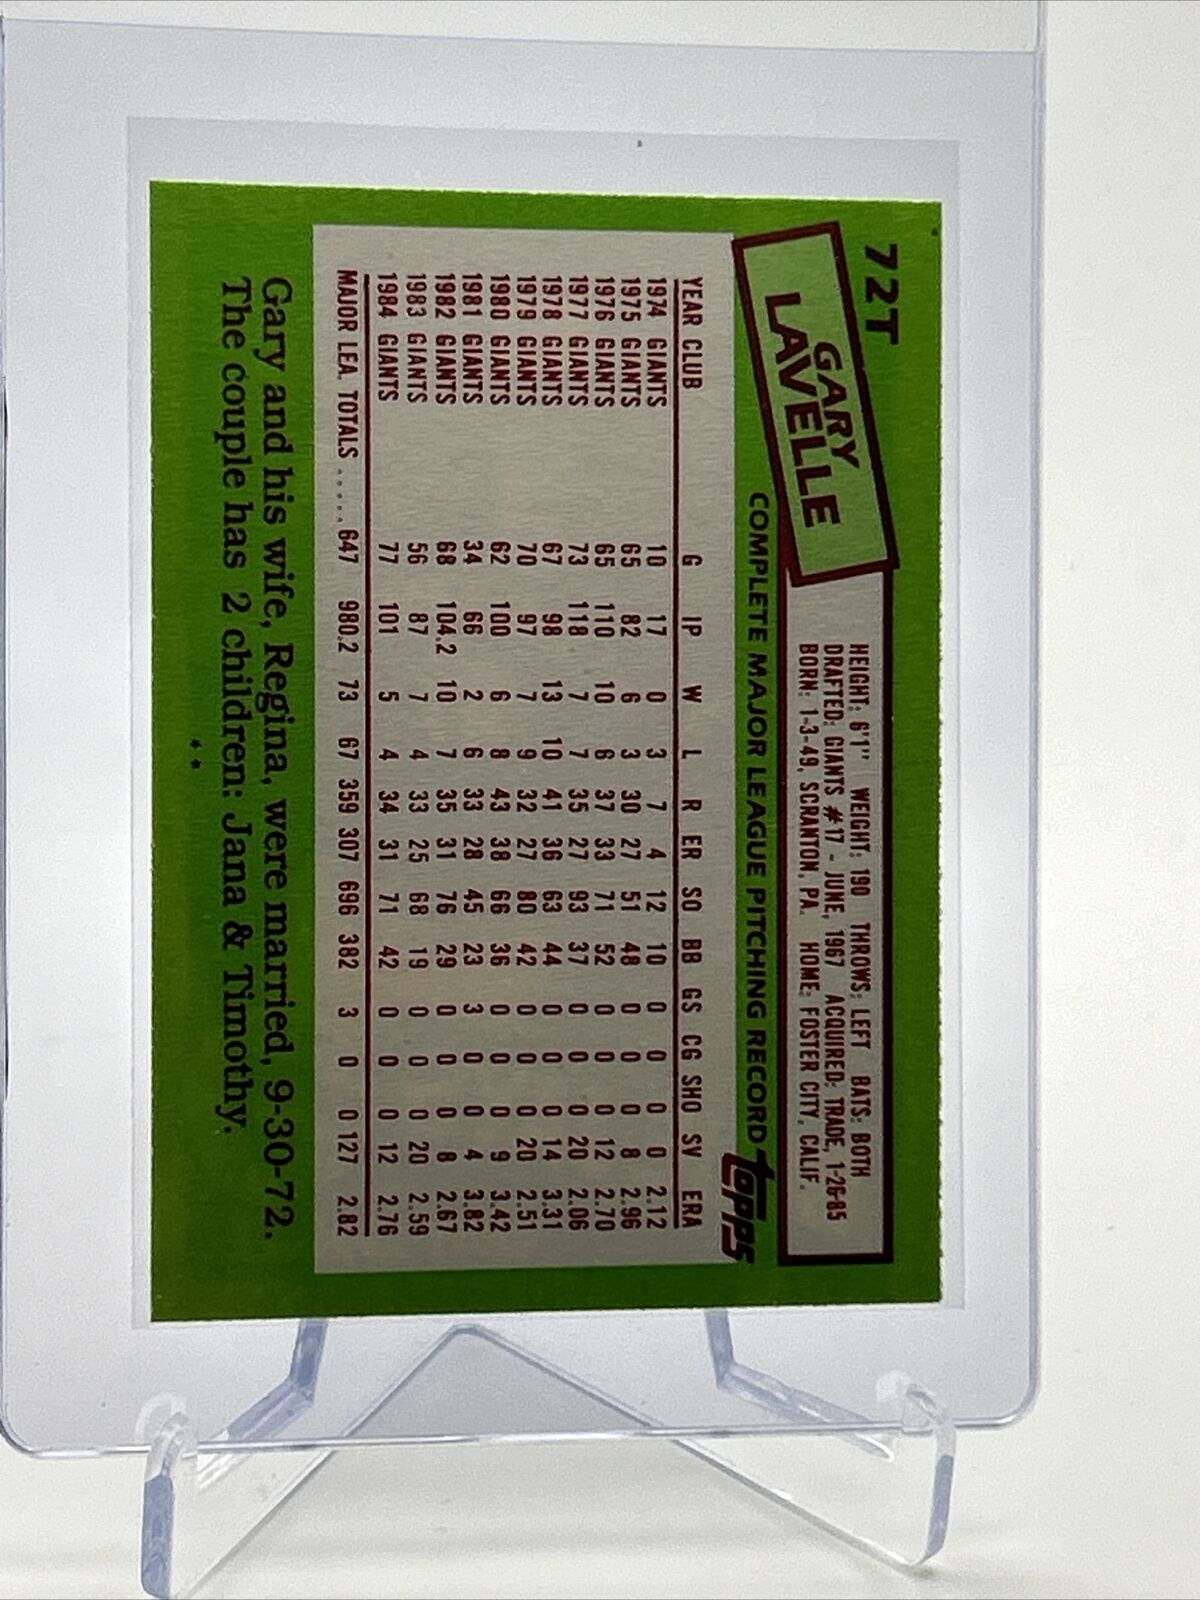 72T
GARY
LAVELLE
HEIGHT: 6'1" WEIGHT: 190 THROWS: LEFT BATS: BOTH
DRAFTED: GIANTS #17 - JUNE, 1967 ACQUIRED: TRADE, 1-26-85
BORN: 1-3-49, SCRANTON, PA. HOME: FOSTER CITY, CALIF.
COMPLETE MAJOR LEAGUE PITCHING RECORD
topps
YEAR CLUB G IP W L R ER SO BB GS CG SHO SV ERA
1974 GIANTS 10 17 0 3 7 4 12 10 0 0 0 0 2.12
1975 GIANTS 65 82 6 3 30 27 51 48 0 0 0 8 2.96
1976 GIANTS 65 110 10 6 37 33 71 52 0 0 0 12 2.70
1977 GIANTS 73 118 7 7 35 27 93 37 0 0 0 20 2.06
1978 GIANTS 67 98 13 10 41 36 63 44 0 0 0 14 3.31
1979 GIANTS 70 97 7 9 32 27 80 42 0 0 0 20 2.51
1980 GIANTS 62 100 6 8 43 38 66 36 0 0 0 9 3.42
1981 GIANTS 34 66 2 6 33 28 45 23 3 0 0 4 3.82
1982 GIANTS 68 104.2 10 7 35 31 76 29 0 0 0 8 2.67
1983 GIANTS 56 87 7 4 33 25 68 19 0 0 0 20 2.59
1984 GIANTS 77 101 5 4 34 31 71 42 0 0 0 12 2.76
MAJOR LEA. TOTALS ...... 647 980.2 73 67 359 307 696 382 3 0 0 127 2.82
Gary and his wife, Regina, were married, 9-30-72.
The couple has 2 children: Jana & Timothy.
**